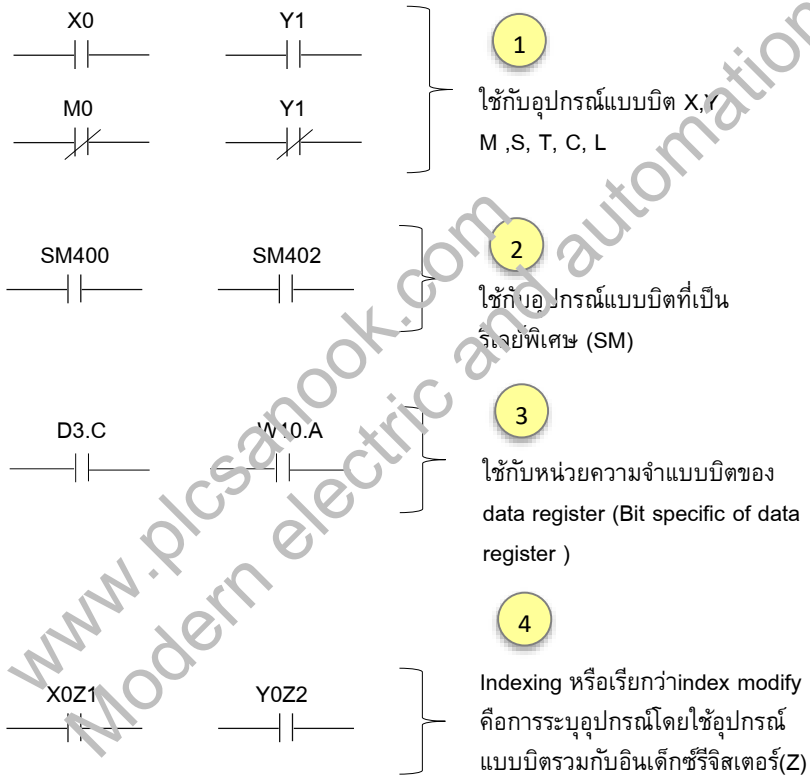 X0 Y1
1
ใช้กับอุปกรณ์แบบบิต X,Y
M0 Y1
M ,S, T, C, L
SM400 SM402
2
ใช้กับอุปกรณ์แบบบิตที่เป็น
รีเลย์พิเศษ (SM)
D3.C W10.A
3
ใช้กับหน่วยความจำแบบบิตของ
data register (Bit specific of data
register )
4
X0Z1 Y0Z2
Indexing หรือเรียกว่าindex modify
คือการระบุอุปกรณ์โดยใช้อุปกรณ์
แบบบิตรวมกับอินเด็กซ์รีจิสเตอร์(Z)
www.plcsanook.com
Modern electric and automation